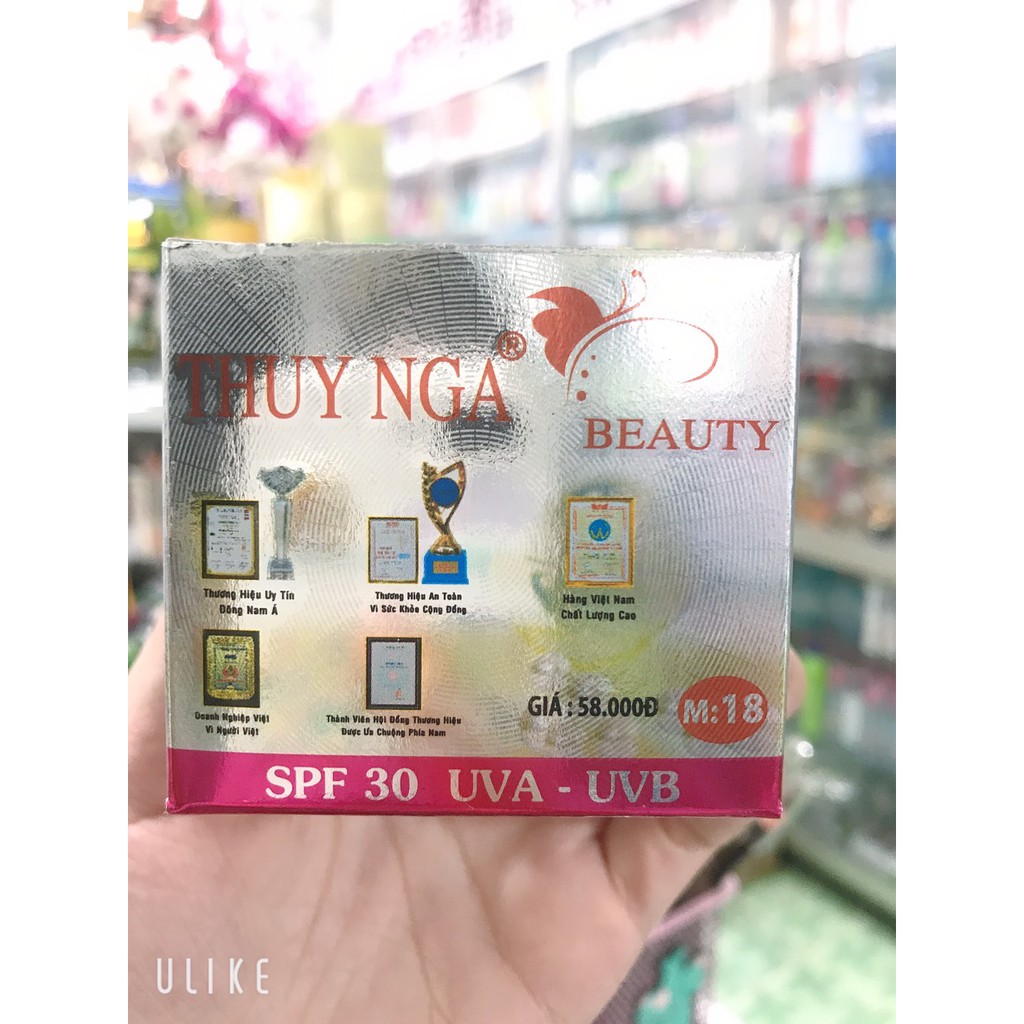 THUY NGA®
BEAUTY
Thương Hiệu Uy Tín
Đông Nam Á
Thương Hiệu An Toàn
Vì Sức Khỏe Cộng Đồng
Hàng Việt Nam
Chất Lượng Cao
Doanh Nghiệp Việt
Vì Người Việt
Thành Viên Hội Đồng Thương Hiệu
Được Ưa Chuộng Phía Nam
GIÁ : 58.000Đ
M:18
SPF 30 UVA - UVB
ULIKE